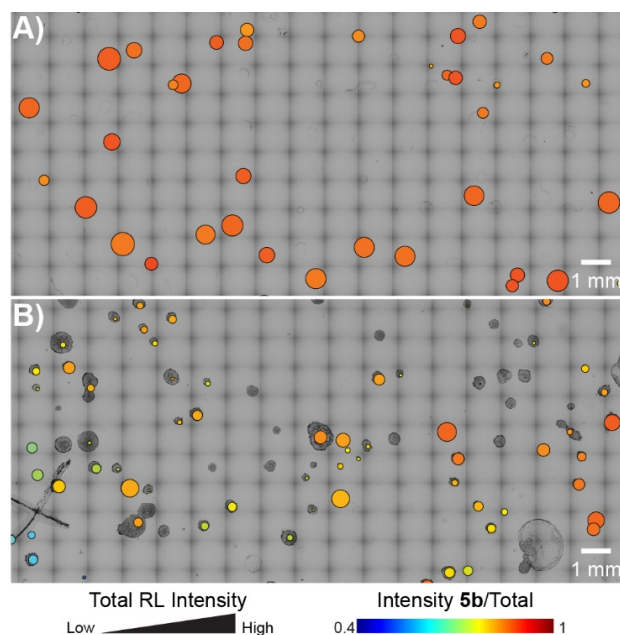 A)
1 mm
B)
1 mm
Total RL Intensity
Low High
Intensity 5b/Total
0.4 1